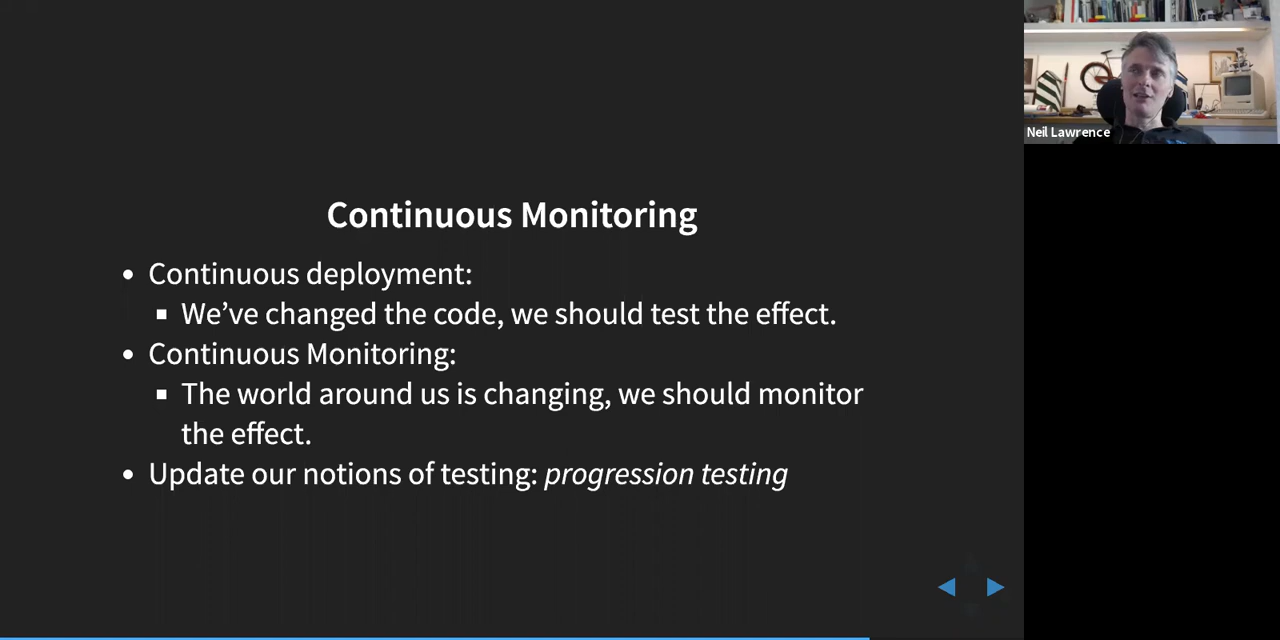 Continuous Monitoring
• Continuous deployment:
▪ We’ve changed the code, we should test the effect.
• Continuous Monitoring:
▪ The world around us is changing, we should monitor
the effect.
• Update our notions of testing: progression testing
Neil Lawrence